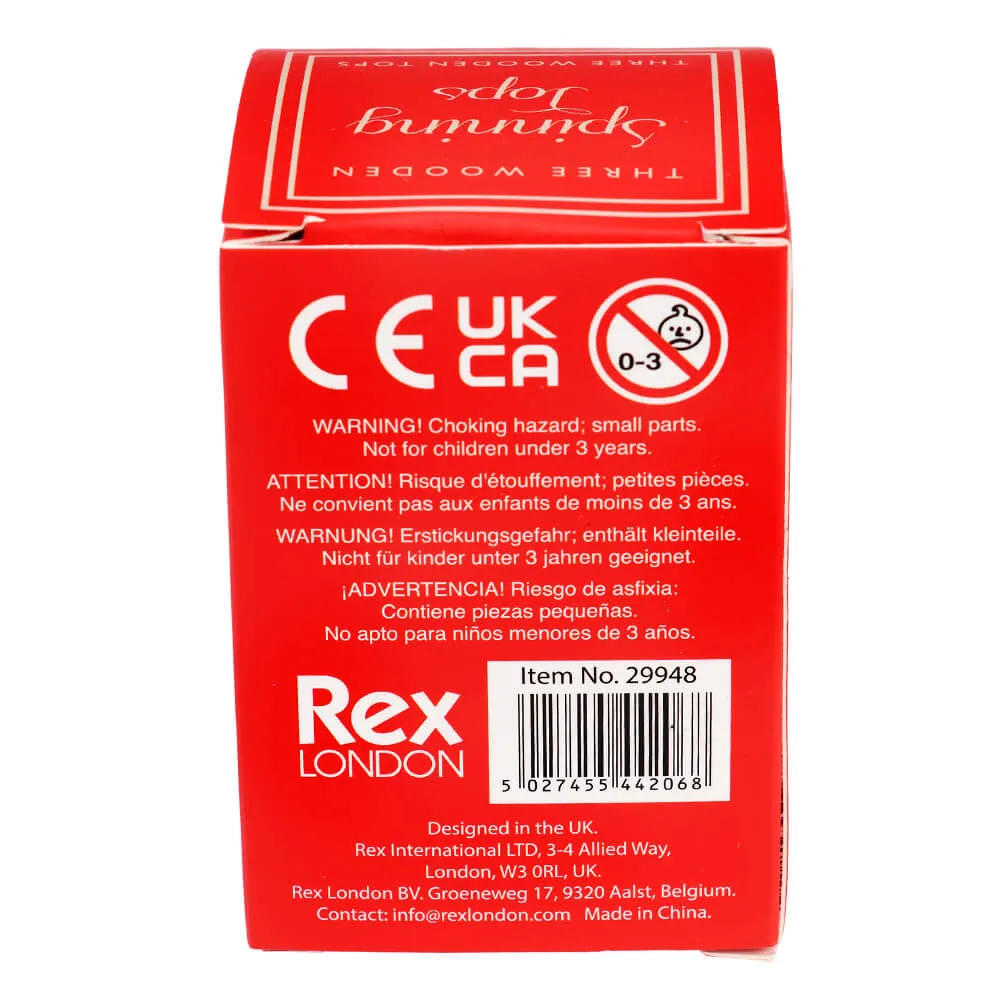 THREE WOODEN TOPS
Spinning
Tops
THREE WOODEN
CE UK
CA
0-3
WARNING! Choking hazard; small parts.
Not for children under 3 years.
ATTENTION! Risque d'étouffement; petites pièces.
Ne convient pas aux enfants de moins de 3 ans.
WARNUNG! Erstickungsgefahr; enthält kleinteile.
Nicht für kinder unter 3 jahren geeignet.
¡ADVERTENCIA! Riesgo de asfixia:
Contiene piezas pequeñas.
No apto para niños menores de 3 años.
Rex
LONDON
Item No. 29948
5 027455 442068
Designed in the UK.
Rex International LTD, 3-4 Allied Way,
London, W3 0RL, UK.
Rex London BV. Groeneweg 17, 9320 Aalst, Belgium.
Contact: info@rexlondon.com Made in China.